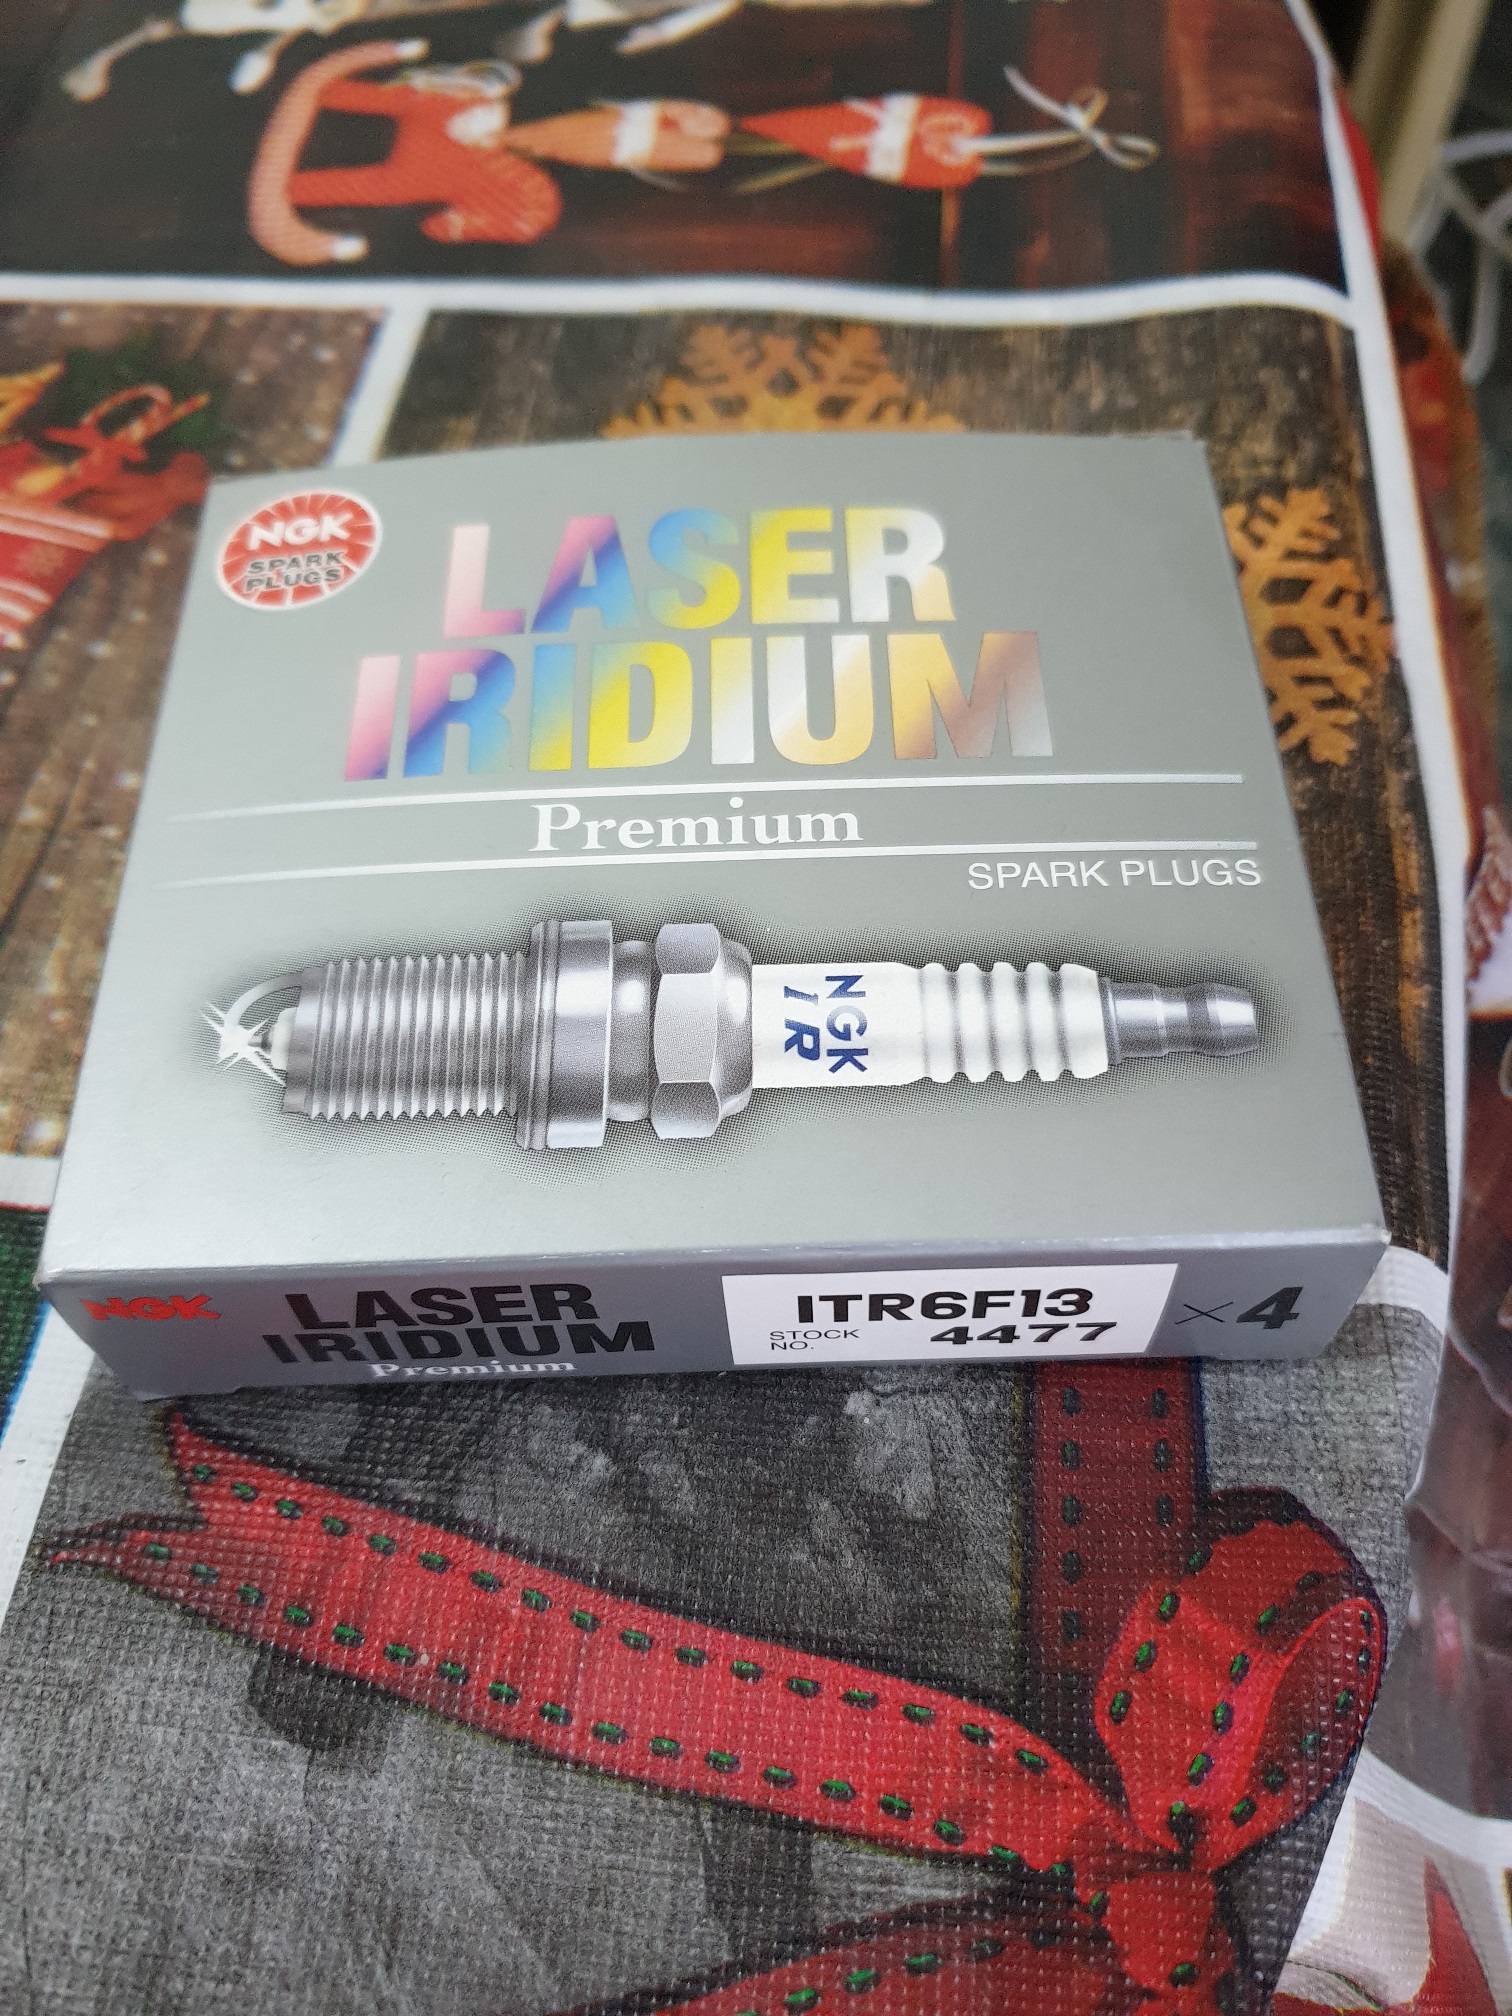 NGK
SPARK
PLUGS
LASER
IRIDIUM
Premium
SPARK PLUGS
NGK
IR
NGK
LASER
IRIDIUM
Premium
ITR6F13
STOCK
NO.
4477
×4